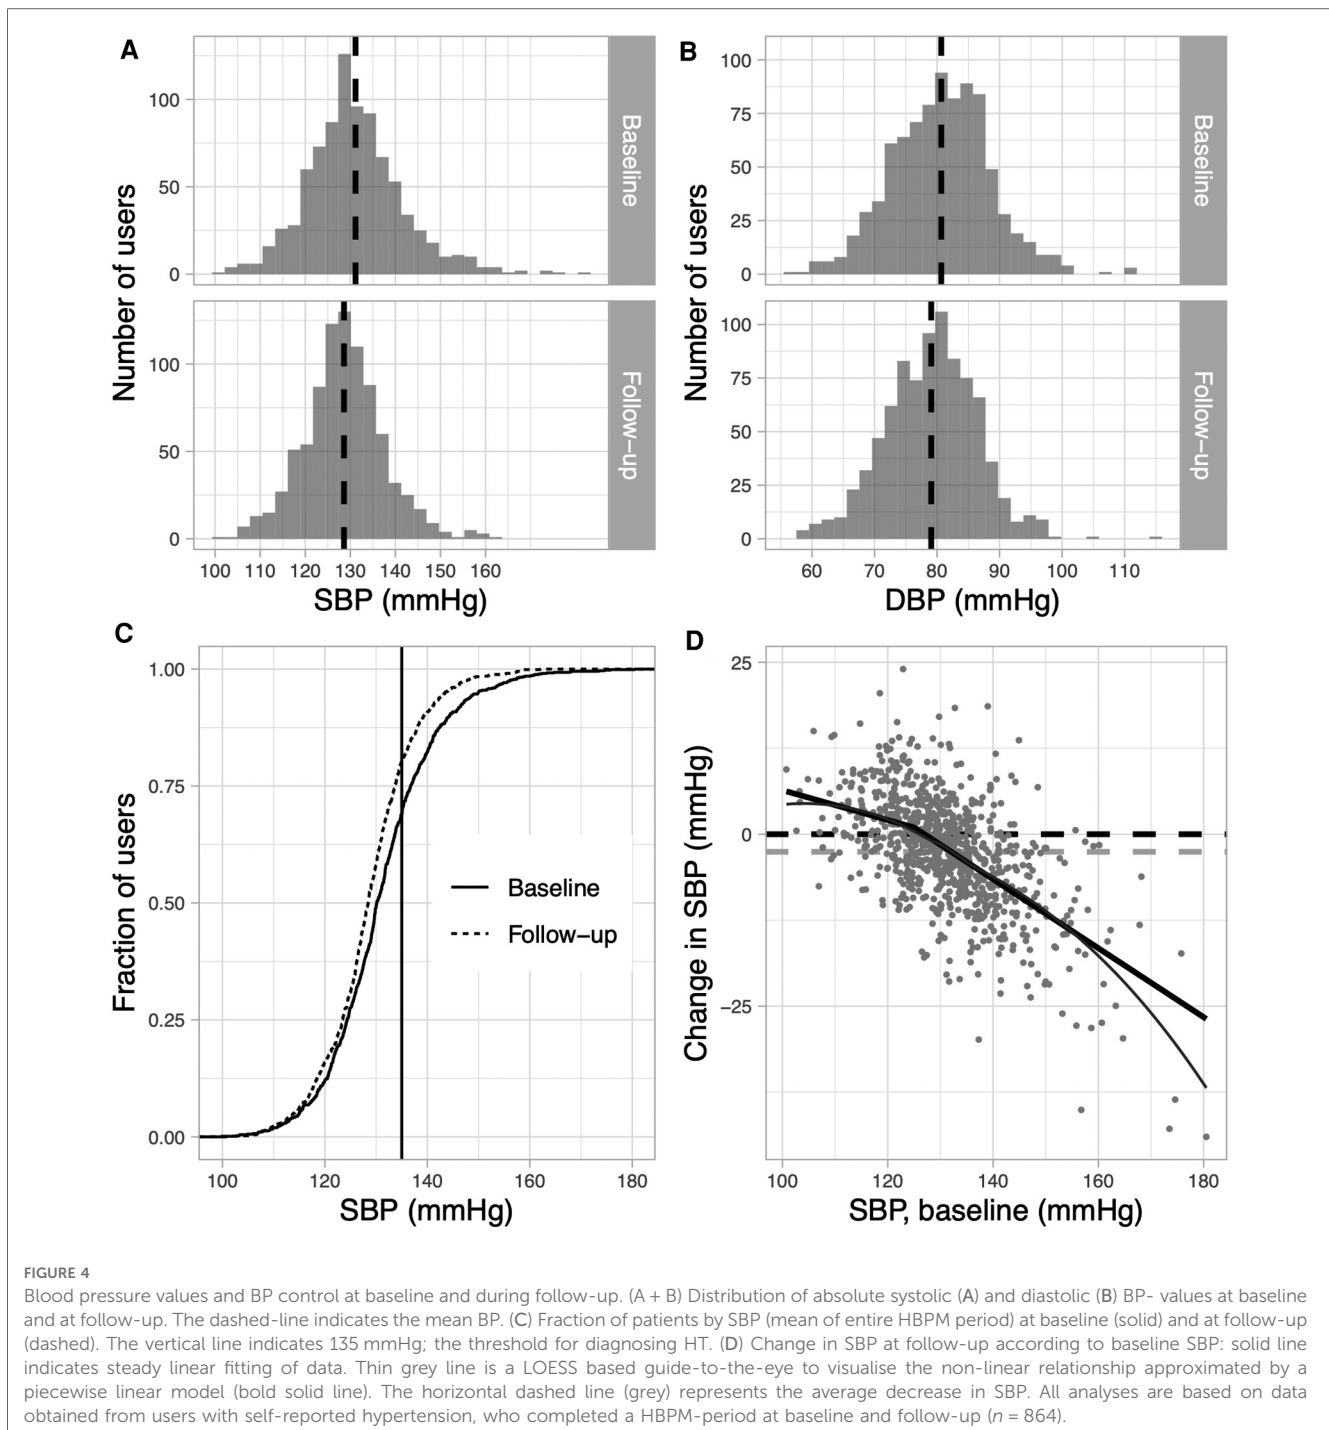 A
Number of users
100
50
0
Baseline
Number of users
100
50
0
Follow–up
100 110 120 130 140 150 160
SBP (mmHg)
B
Number of users
100
75
50
25
0
Baseline
Number of users
100
75
50
25
0
Follow–up
60 70 80 90 100 110
DBP (mmHg)
C
Fraction of users
1.00
0.75
0.50
0.25
0.00
Baseline
Follow–up
100 120 140 160 180
SBP (mmHg)
D
Change in SBP (mmHg)
25
0
−25
100 120 140 160 180
SBP, baseline (mmHg)
FIGURE 4
Blood pressure values and BP control at baseline and during follow-up. (A + B) Distribution of absolute systolic (A) and diastolic (B) BP- values at baseline
and at follow-up. The dashed-line indicates the mean BP. (C) Fraction of patients by SBP (mean of entire HBPM period) at baseline (solid) and at follow-up
(dashed). The vertical line indicates 135 mmHg; the threshold for diagnosing HT. (D) Change in SBP at follow-up according to baseline SBP: solid line
indicates steady linear fitting of data. Thin grey line is a LOESS based guide-to-the-eye to visualise the non-linear relationship approximated by a
piecewise linear model (bold solid line). The horizontal dashed line (grey) represents the average decrease in SBP. All analyses are based on data
obtained from users with self-reported hypertension, who completed a HBPM-period at baseline and follow-up (n = 864).